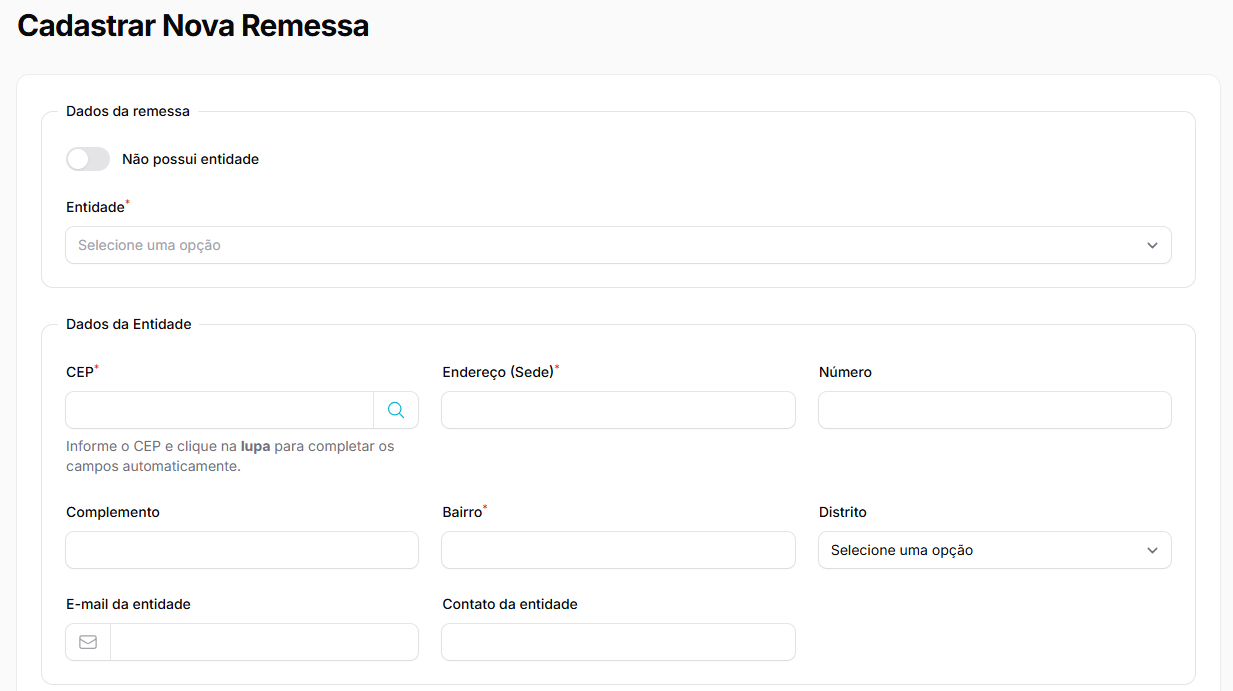 Cadastrar Nova Remessa
Dados da remessa
Não possui entidade
Entidade*
Selecione uma opção
Dados da Entidade
CEP*
Endereço (Sede)*
Número
Informe o CEP e clique na lupa para completar os
campos automaticamente.
Complemento
Bairro*
Distrito
Selecione uma opção
E-mail da entidade
Contato da entidade